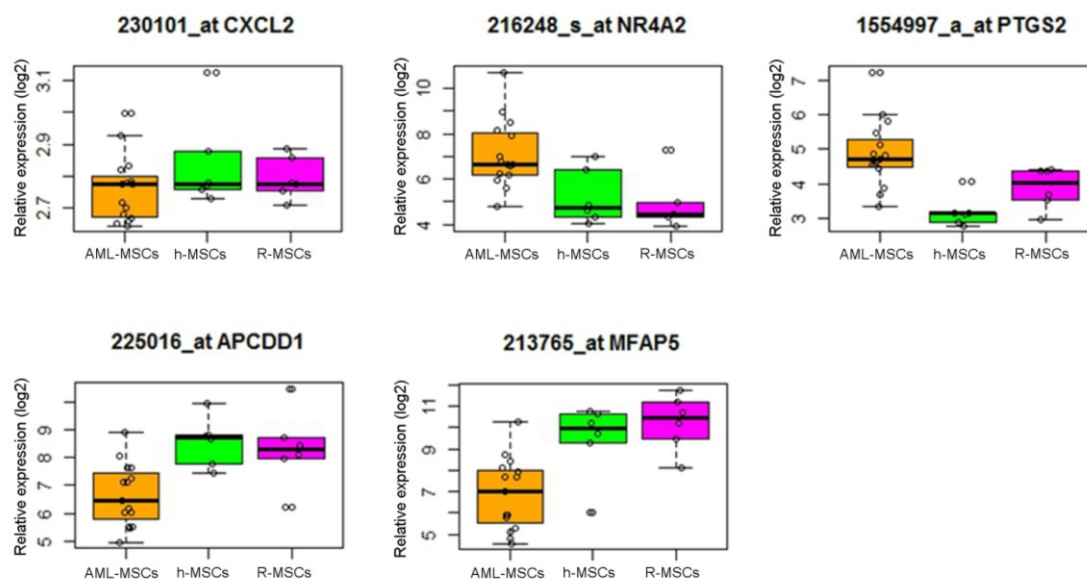 230101_at CXCL2
Relative expression (log2)
3.1
2.9
2.7
AML-MSCs h-MSCs R-MSCs
216248_s_at NR4A2
Relative expression (log2)
10
8
6
4
AML-MSCs h-MSCs R-MSCs
1554997_a_at PTGS2
Relative expression (log2)
7
6
5
4
3
AML-MSCs h-MSCs R-MSCs
225016_at APCDD1
Relative expression (log2)
9
8
7
6
5
AML-MSCs h-MSCs R-MSCs
213765_at MFAP5
Relative expression (log2)
11
9
7
5
AML-MSCs h-MSCs R-MSCs